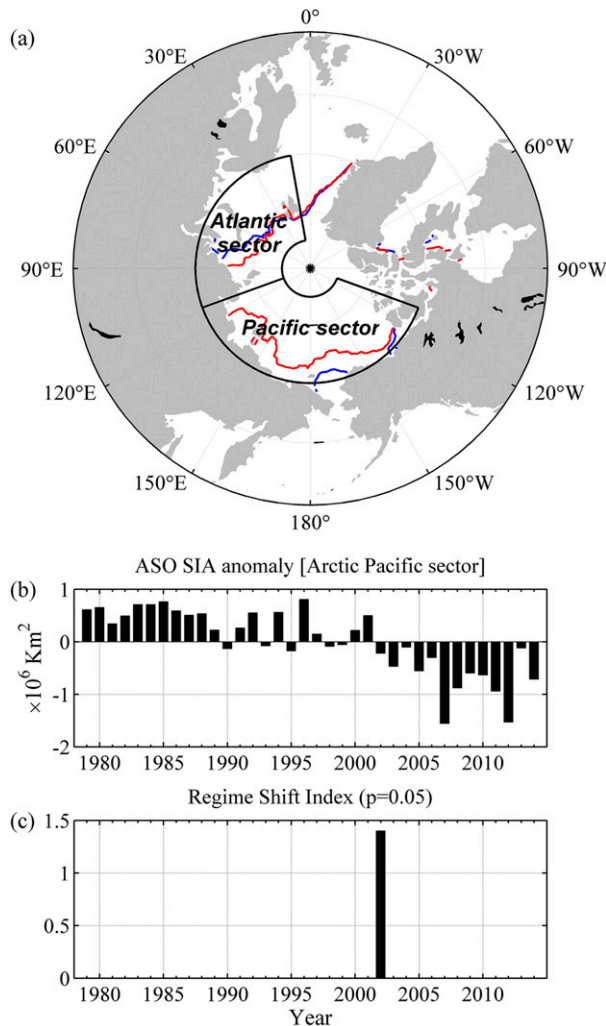 (a)
0°
30°E
30°W
60°E
60°W
Atlantic
sector
90°E
90°W
Pacific sector
120°E
120°W
150°E
150°W
180°
ASO SIA anomaly [Arctic Pacific sector]
(b)
1
0
-1
-2
×10⁶ Km²
1980 1985 1990 1995 2000 2005 2010
Regime Shift Index (p=0.05)
(c)
1.5
1
0.5
0
1980 1985 1990 1995 2000 2005 2010
Year